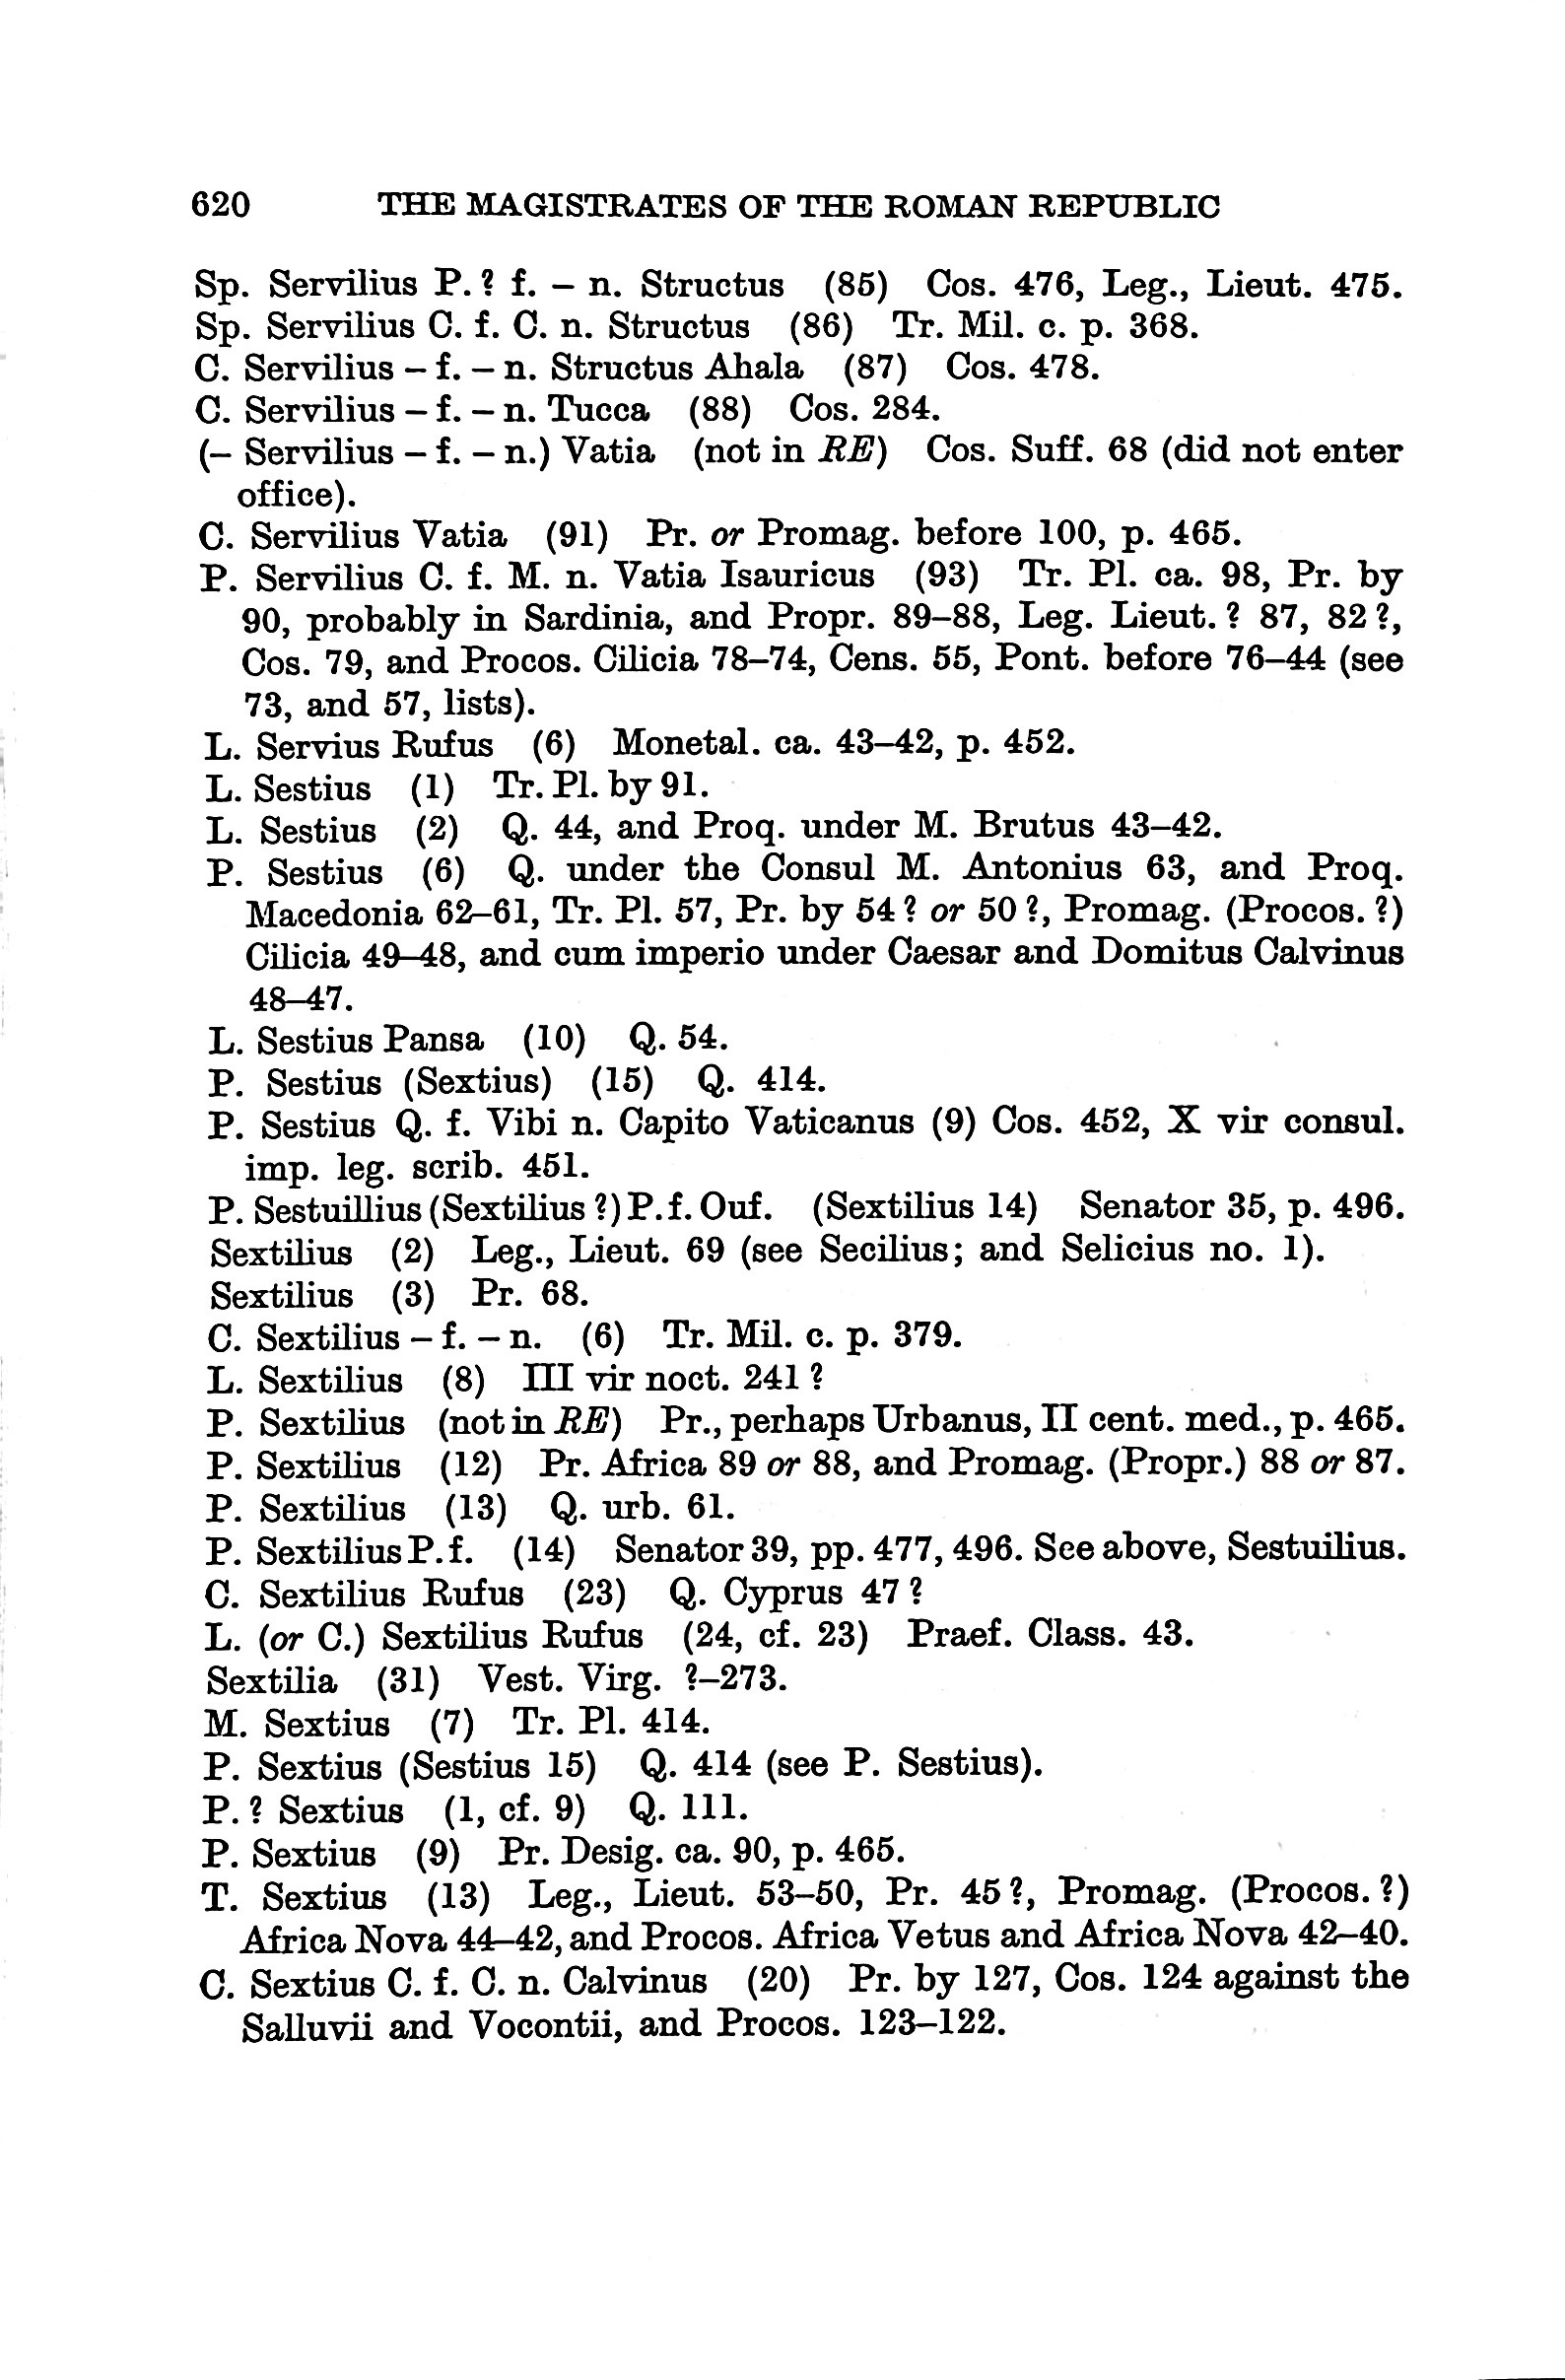 620 THE MAGISTRATES OF THE ROMAN REPUBLIC
Sp. Servilius P. ? f. – n. Structus (85) Cos. 476, Leg., Lieut. 475.
Sp. Servilius C. f. C. n. Structus (86) Tr. Mil. c. p. 368.
C. Servilius – f. – n. Structus Ahala (87) Cos. 478.
C. Servilius – f. – n. Tucca (88) Cos. 284.
(– Servilius – f. – n.) Vatia (not in RE) Cos. Suff. 68 (did not enter
office).
C. Servilius Vatia (91) Pr. or Promag. before 100, p. 465.
P. Servilius C. f. M. n. Vatia Isauricus (93) Tr. Pl. ca. 98, Pr. by
90, probably in Sardinia, and Propr. 89–88, Leg. Lieut. ? 87, 82 ?,
Cos. 79, and Procos. Cilicia 78–74, Cens. 55, Pont. before 76–44 (see
73, and 57, lists).
L. Servius Rufus (6) Monetal. ca. 43–42, p. 452.
L. Sestius (1) Tr. Pl. by 91.
L. Sestius (2) Q. 44, and Proq. under M. Brutus 43–42.
P. Sestius (6) Q. under the Consul M. Antonius 63, and Proq.
Macedonia 62–61, Tr. Pl. 57, Pr. by 54 ? or 50 ?, Promag. (Procos. ?)
Cilicia 49–48, and cum imperio under Caesar and Domitus Calvinus
48–47.
L. Sestius Pansa (10) Q. 54.
P. Sestius (Sextius) (15) Q. 414.
P. Sestius Q. f. Vibi n. Capito Vaticanus (9) Cos. 452, X vir consul.
imp. leg. scrib. 451.
P. Sestuillius (Sextilius ?) P. f. Ouf. (Sextilius 14) Senator 35, p. 496.
Sextilius (2) Leg., Lieut. 69 (see Secilius; and Selicius no. 1).
Sextilius (3) Pr. 68.
C. Sextilius – f. – n. (6) Tr. Mil. c. p. 379.
L. Sextilius (8) III vir noct. 241 ?
P. Sextilius (not in RE) Pr., perhaps Urbanus, II cent. med., p. 465.
P. Sextilius (12) Pr. Africa 89 or 88, and Promag. (Propr.) 88 or 87.
P. Sextilius (13) Q. urb. 61.
P. Sextilius P. f. (14) Senator 39, pp. 477, 496. See above, Sestuilius.
C. Sextilius Rufus (23) Q. Cyprus 47 ?
L. (or C.) Sextilius Rufus (24, cf. 23) Praef. Class. 43.
Sextilia (31) Vest. Virg. ?–273.
M. Sextius (7) Tr. Pl. 414.
P. Sextius (Sestius 15) Q. 414 (see P. Sestius).
P. ? Sextius (1, cf. 9) Q. 111.
P. Sextius (9) Pr. Desig. ca. 90, p. 465.
T. Sextius (13) Leg., Lieut. 53–50, Pr. 45 ?, Promag. (Procos. ?)
Africa Nova 44–42, and Procos. Africa Vetus and Africa Nova 42–40.
C. Sextius C. f. C. n. Calvinus (20) Pr. by 127, Cos. 124 against the
Salluvii and Vocontii, and Procos. 123–122.